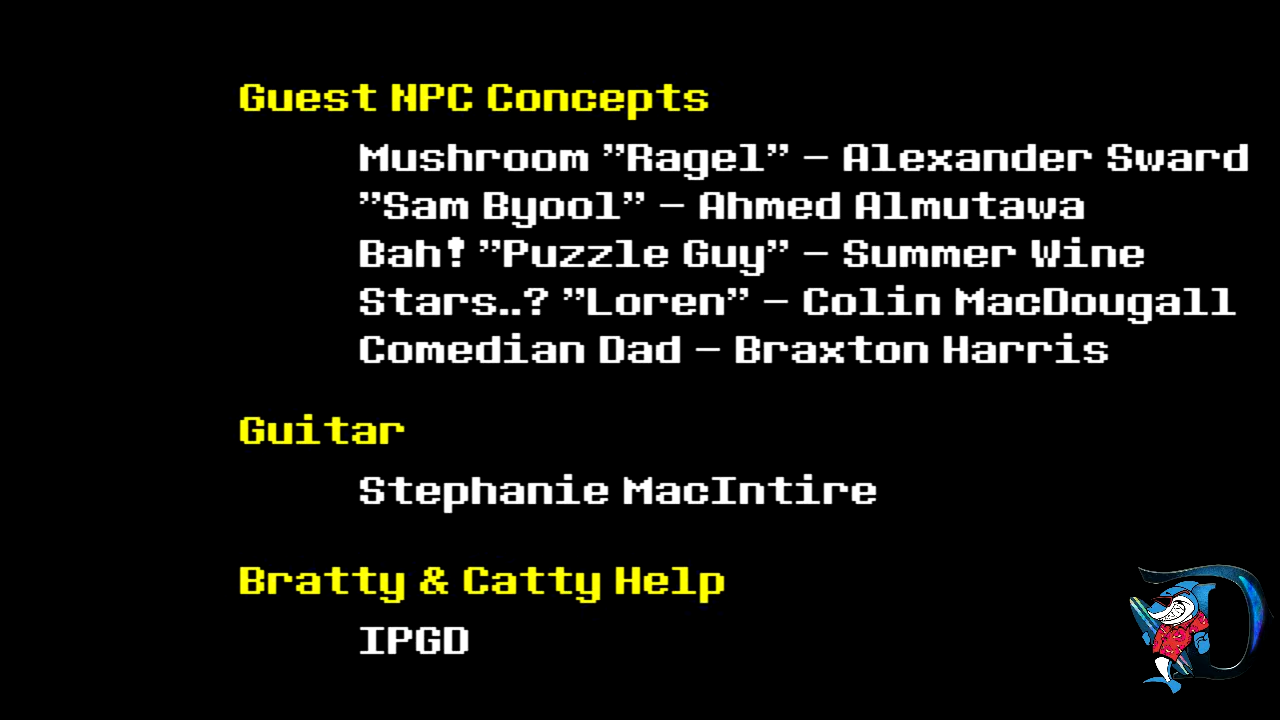 Guest NPC Concepts
Mushroom ”Ragel” – Alexander Sward
”Sam Byool” – Ahmed Almutawa
Bah! ”Puzzle Guy” – Summer Wine
Stars..? ”Loren” – Colin MacDougall
Comedian Dad – Braxton Harris
Guitar
Stephanie MacIntire
Bratty & Catty Help
IPGD
D